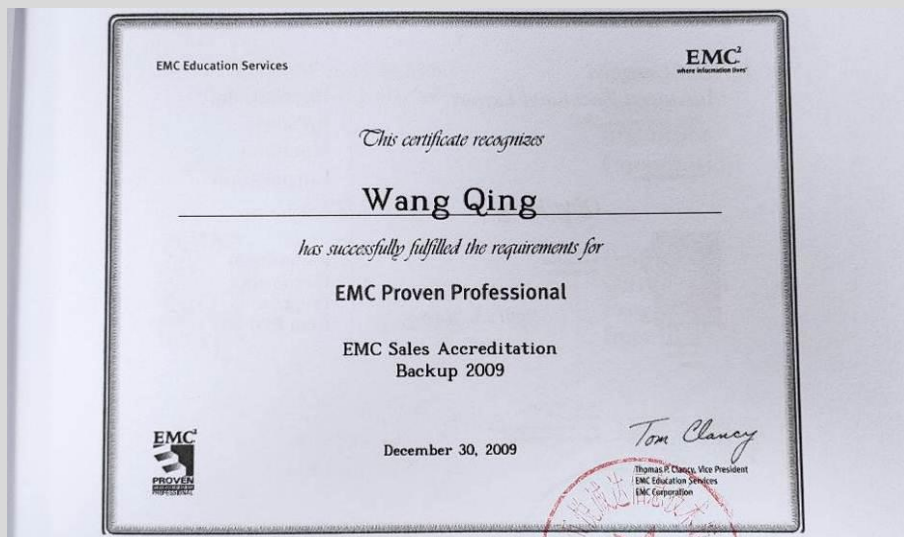 EMC Education Services
EMC²
where information lives®
This certificate recognizes
Wang Qing
has successfully fulfilled the requirements for
EMC Proven Professional
EMC Sales Accreditation
Backup 2009
EMC²
PROVEN
PROFESSIONAL
December 30, 2009
Tom Clancy
Thomas P. Clancy, Vice President
EMC Education Services
EMC Corporation